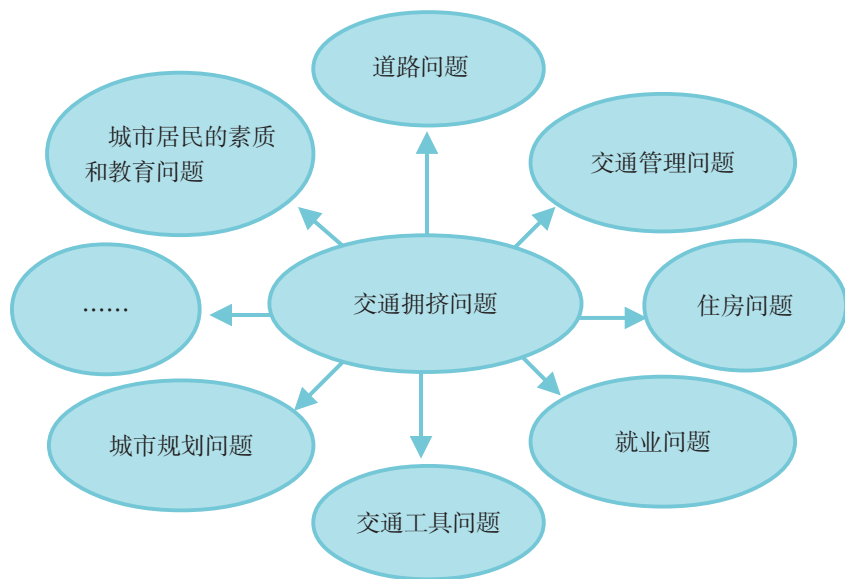 道路问题
城市居民的素质
和教育问题
交通管理问题
……
交通拥挤问题
住房问题
城市规划问题
就业问题
交通工具问题